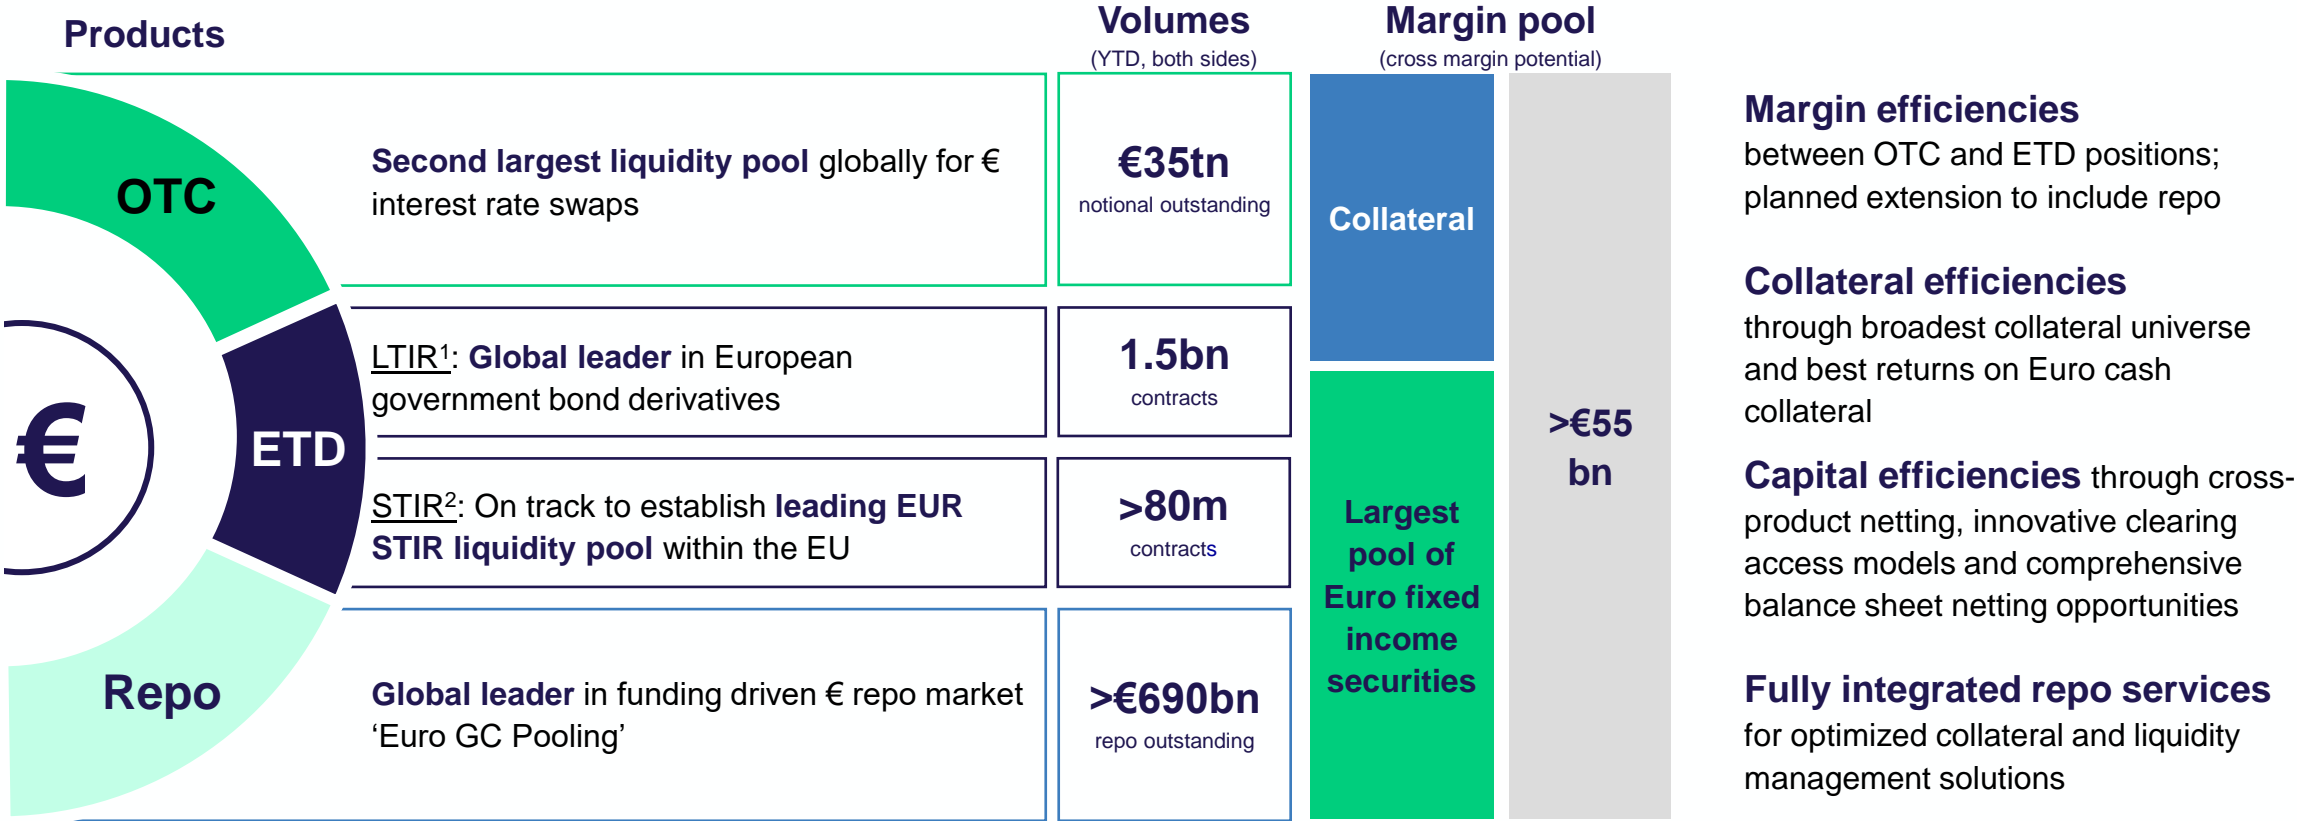 Products
Volumes
(YTD, both sides)
Margin pool
(cross margin potential)
OTC
Second largest liquidity pool globally for €
interest rate swaps
€35tn
notional outstanding
€
ETD
LTIR¹: Global leader in European
government bond derivatives
1.5bn
contracts
STIR²: On track to establish leading EUR
STIR liquidity pool within the EU
>80m
contracts
Repo
Global leader in funding driven € repo market
‘Euro GC Pooling’
>€690bn
repo outstanding
Collateral
Largest
pool of
Euro fixed
income
securities
>€55
bn
Margin efficiencies
between OTC and ETD positions;
planned extension to include repo
Collateral efficiencies
through broadest collateral universe
and best returns on Euro cash
collateral
Capital efficiencies through cross-
product netting, innovative clearing
access models and comprehensive
balance sheet netting opportunities
Fully integrated repo services
for optimized collateral and liquidity
management solutions